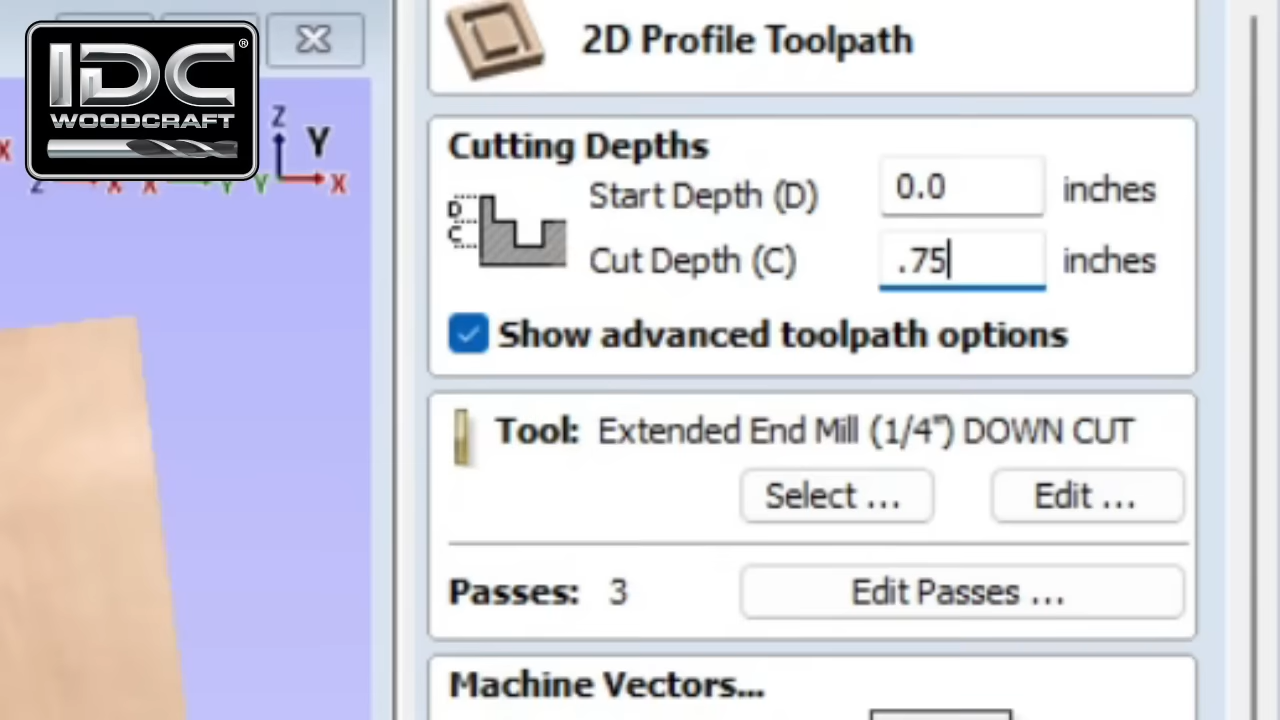 IDC®
WOODCRAFT
Z
Y
X
X
Z X X Y Y
2D Profile Toolpath
Cutting Depths
D
C
Start Depth (D) 0.0 inches
Cut Depth (C) .75 inches
Show advanced toolpath options
Tool: Extended End Mill (1/4") DOWN CUT
Select ... Edit ...
Passes: 3 Edit Passes ...
Machine Vectors...